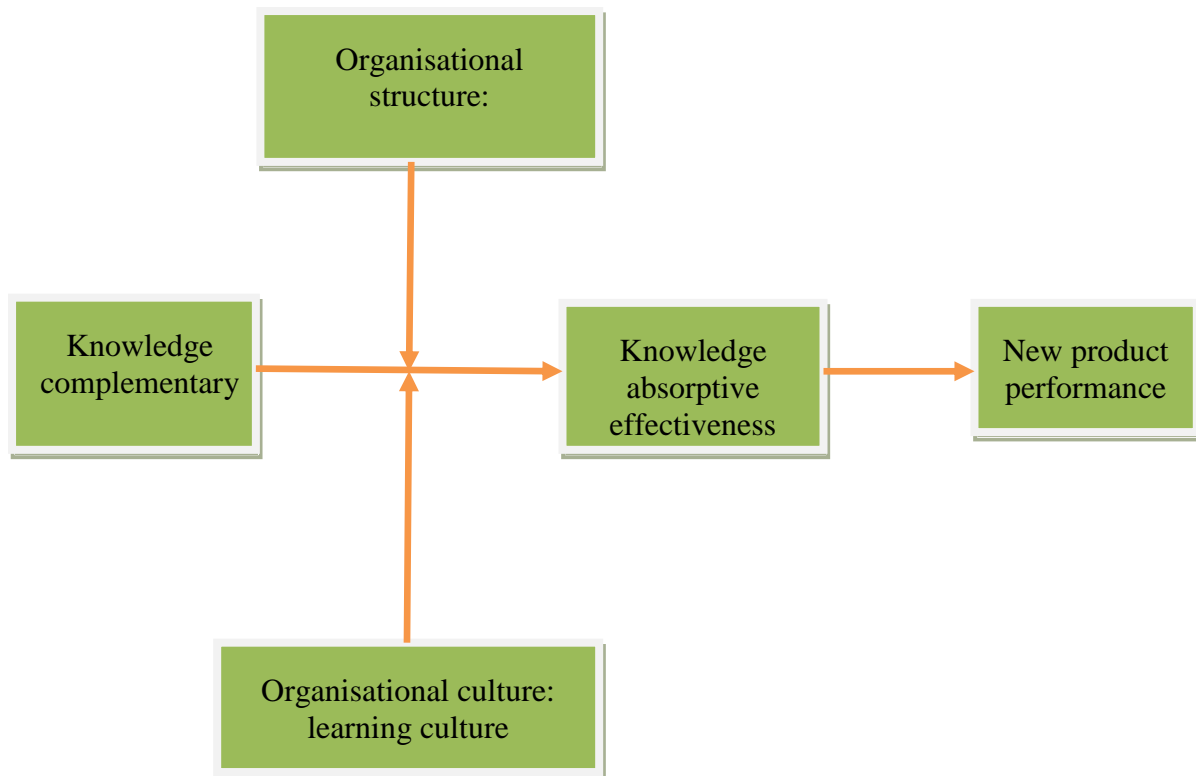 Organisational
structure:
Knowledge
complementary
Knowledge
absorptive
effectiveness
New product
performance
Organisational culture:
learning culture